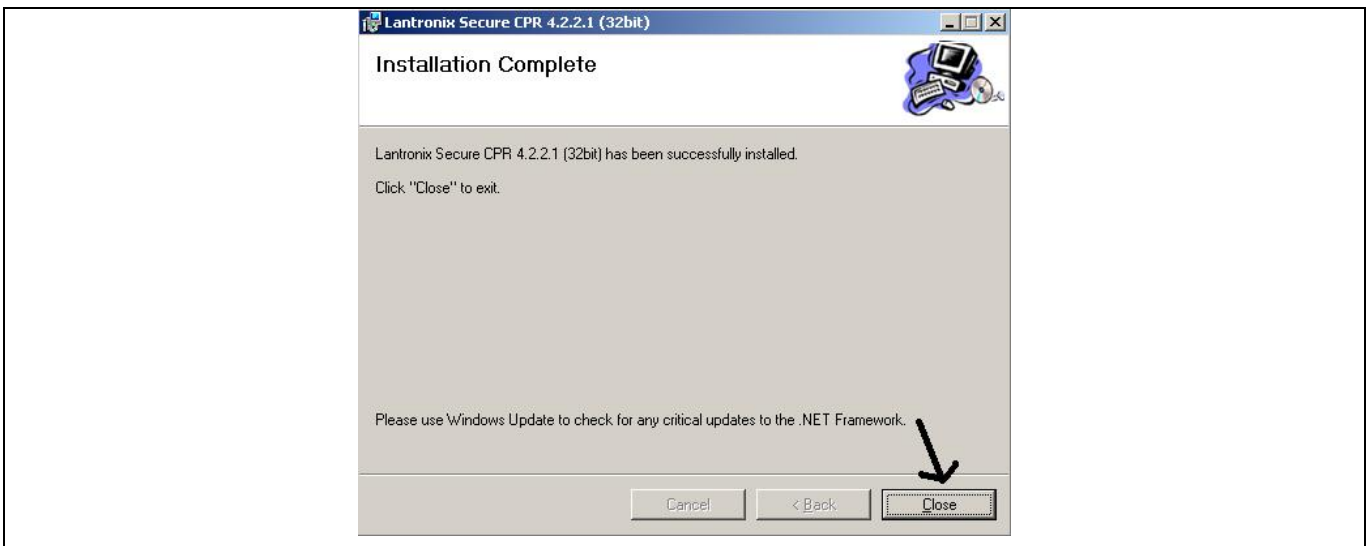 Lantronix Secure CPR 4.2.2.1 (32bit)
Installation Complete
Lantronix Secure CPR 4.2.2.1 (32bit) has been successfully installed.
Click "Close" to exit.
Please use Windows Update to check for any critical updates to the .NET Framework.
Cancel < Back Close